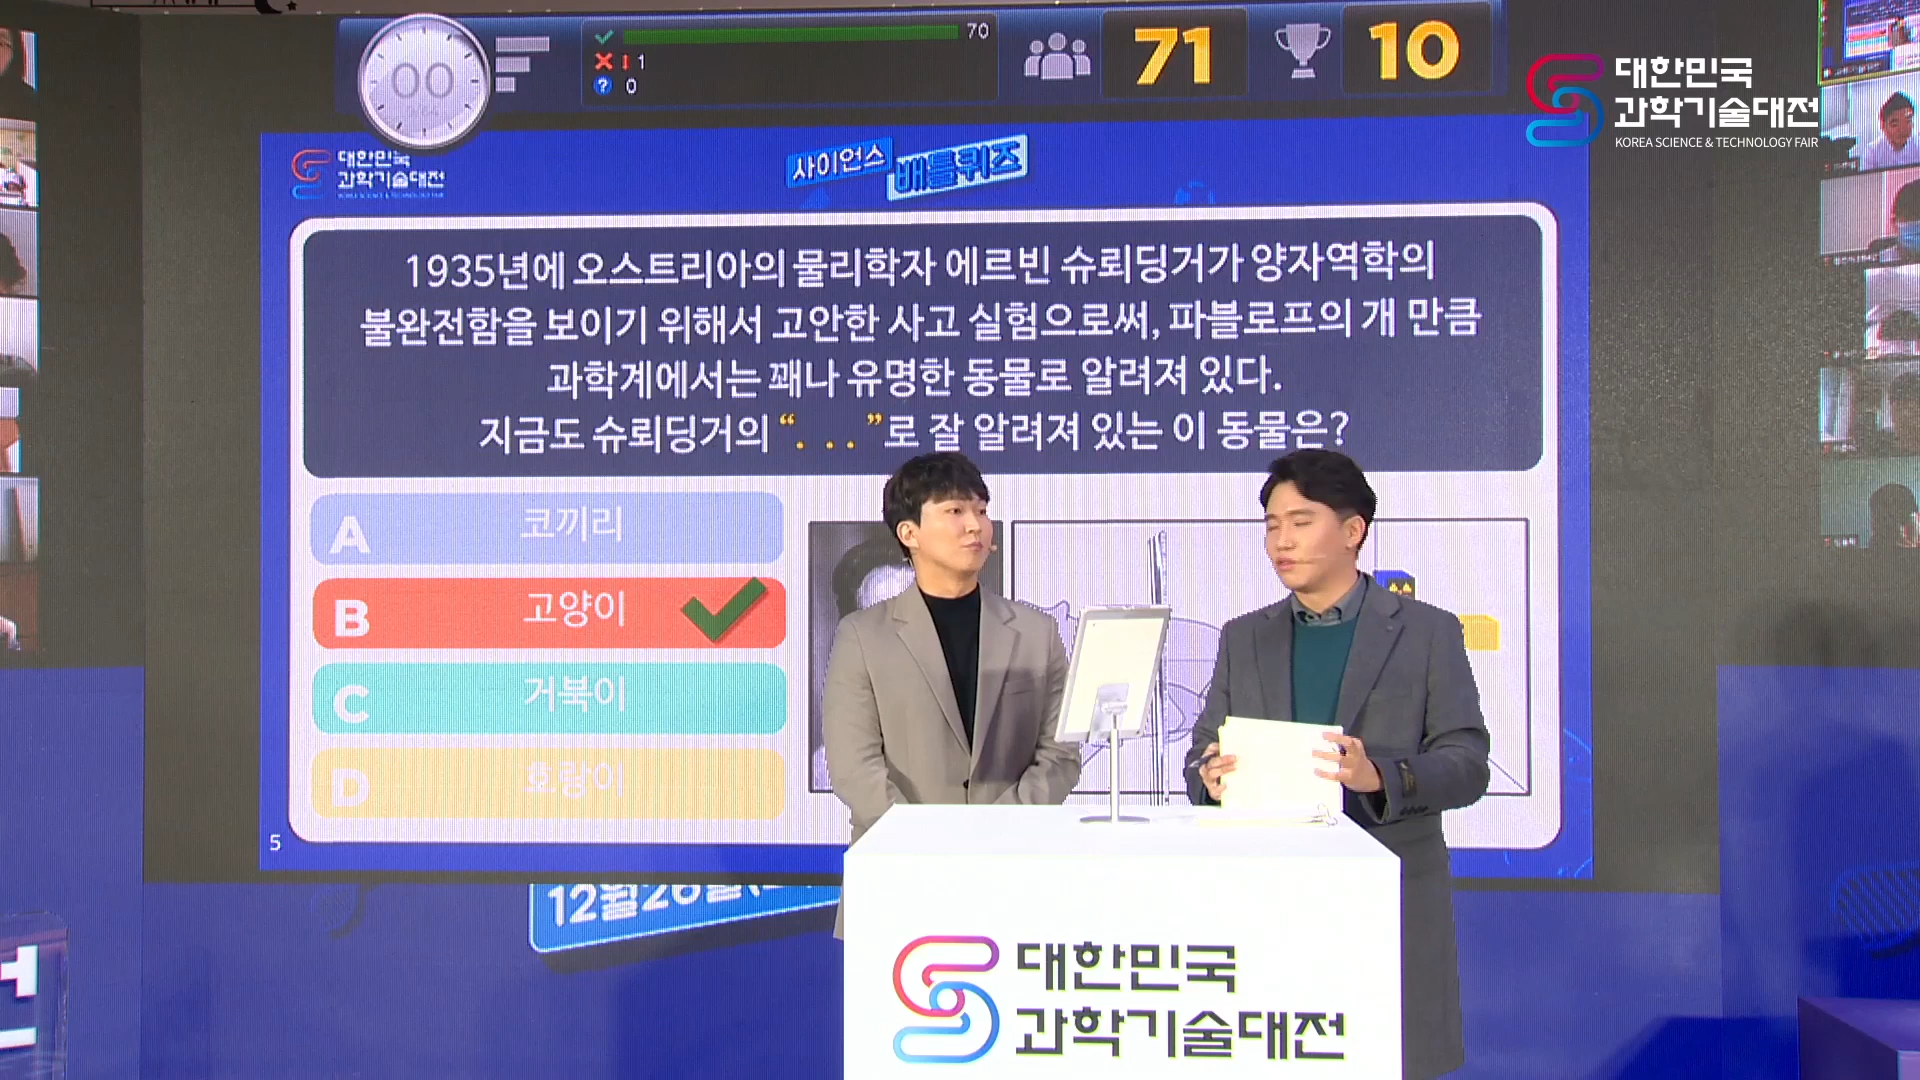 00
70
1
0
71
10
대한민국
과학기술대전
KOREA SCIENCE & TECHNOLOGY FAIR
대한민국
과학기술대전
KOREA SCIENCE & TECHNOLOGY FAIR
사이언스
배틀퀴즈
1935년에 오스트리아의 물리학자 에르빈 슈뢰딩거가 양자역학의
불완전함을 보이기 위해서 고안한 사고 실험으로써, 파블로프의 개 만큼
과학계에서는 꽤나 유명한 동물로 알려져 있다.
지금도 슈뢰딩거의 “. . .”로 잘 알려져 있는 이 동물은?
A 코끼리
B 고양이
C 거북이
D 호랑이
5
12월26일
대한민국
과학기술대전
전